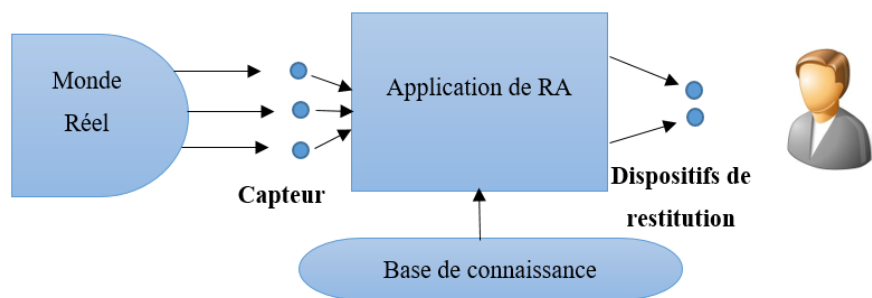 Monde
Réel
Capteur
Application de RA
Dispositifs de
restitution
Base de connaissance